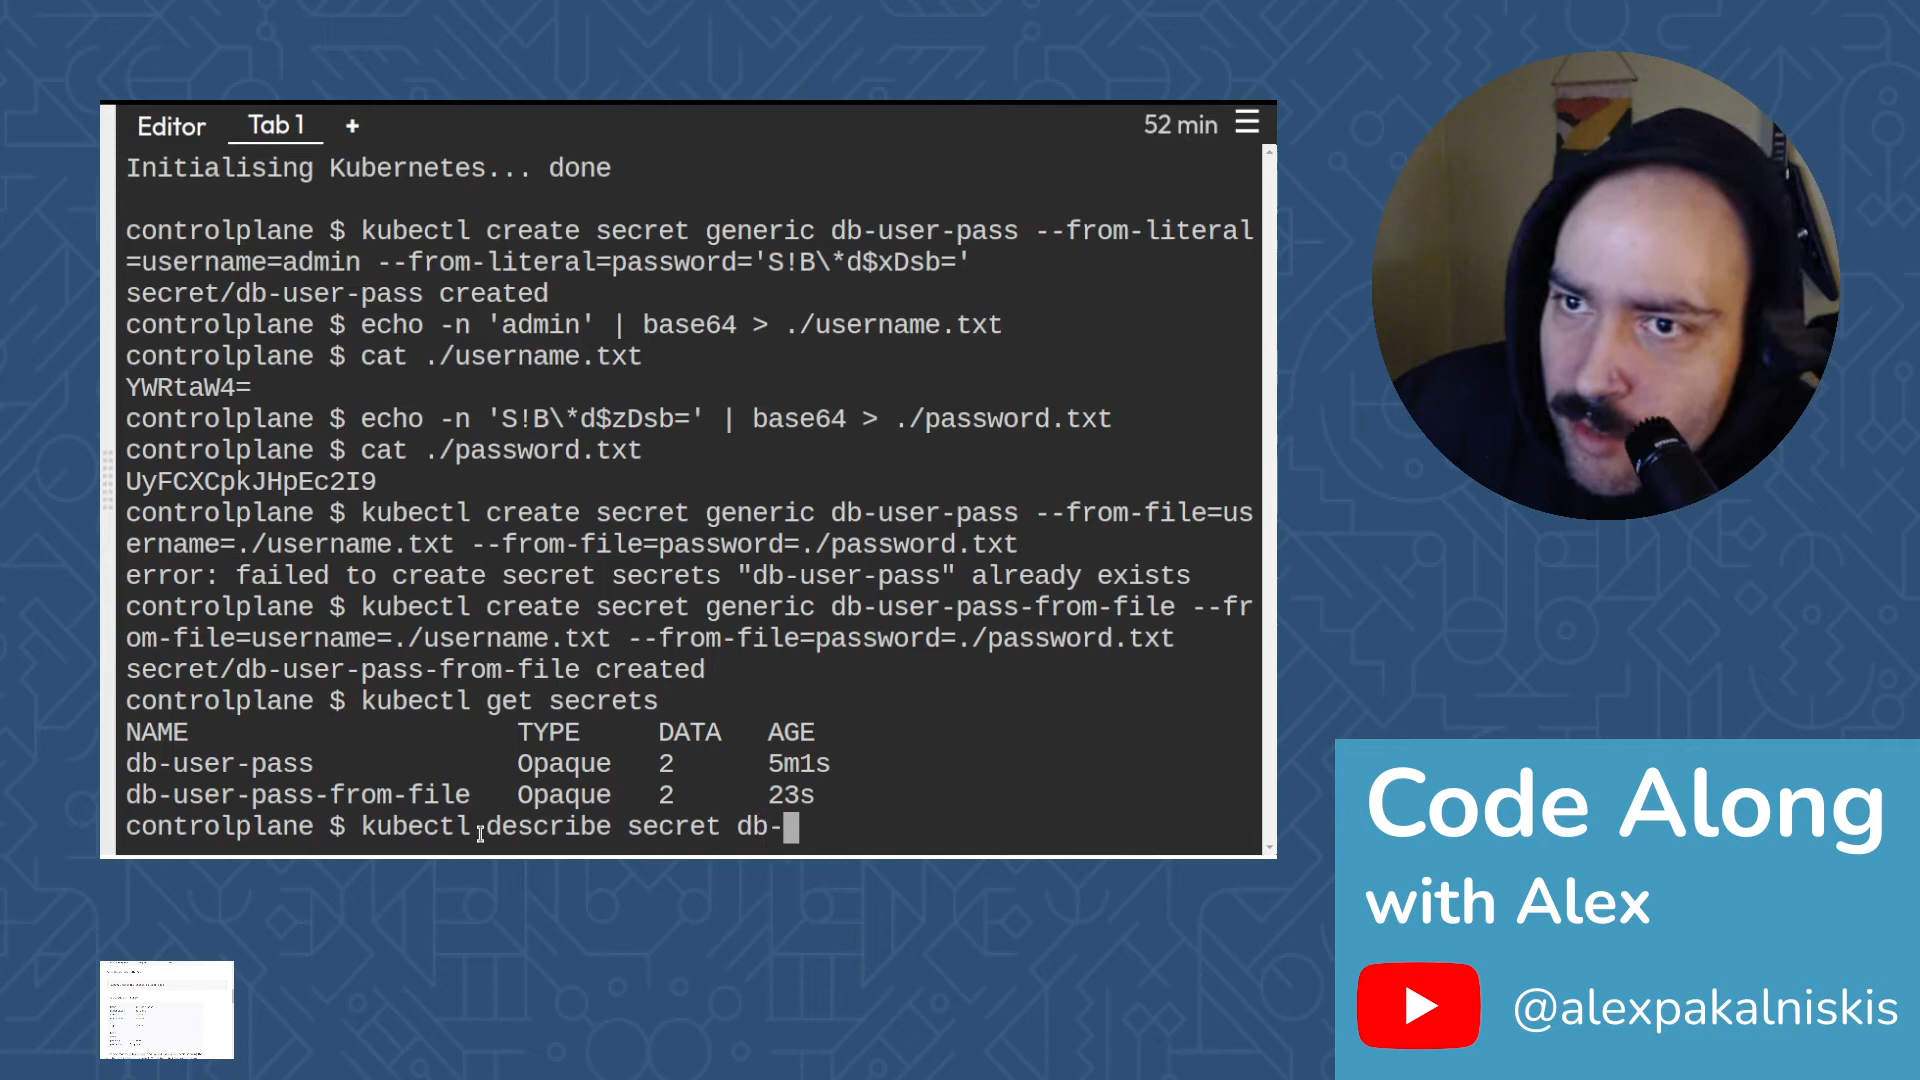 Editor Tab 1 + 52 min
Initialising Kubernetes... done
controlplane $ kubectl create secret generic db-user-pass --from-literal
=username=admin --from-literal=password='S!B\*d$xDsb='
secret/db-user-pass created
controlplane $ echo -n 'admin' | base64 > ./username.txt
controlplane $ cat ./username.txt
YWRtaW4=
controlplane $ echo -n 'S!B\*d$zDsb=' | base64 > ./password.txt
controlplane $ cat ./password.txt
UyFCXCpkJHpEc2I9
controlplane $ kubectl create secret generic db-user-pass --from-file=us
ername=./username.txt --from-file=password=./password.txt
error: failed to create secret secrets "db-user-pass" already exists
controlplane $ kubectl create secret generic db-user-pass-from-file --fr
om-file=username=./username.txt --from-file=password=./password.txt
secret/db-user-pass-from-file created
controlplane $ kubectl get secrets
NAME TYPE DATA AGE
db-user-pass Opaque 2 5m1s
db-user-pass-from-file Opaque 2 23s
controlplane $ kubectl describe secret db-
Code Along
with Alex
@alexpakalniskis